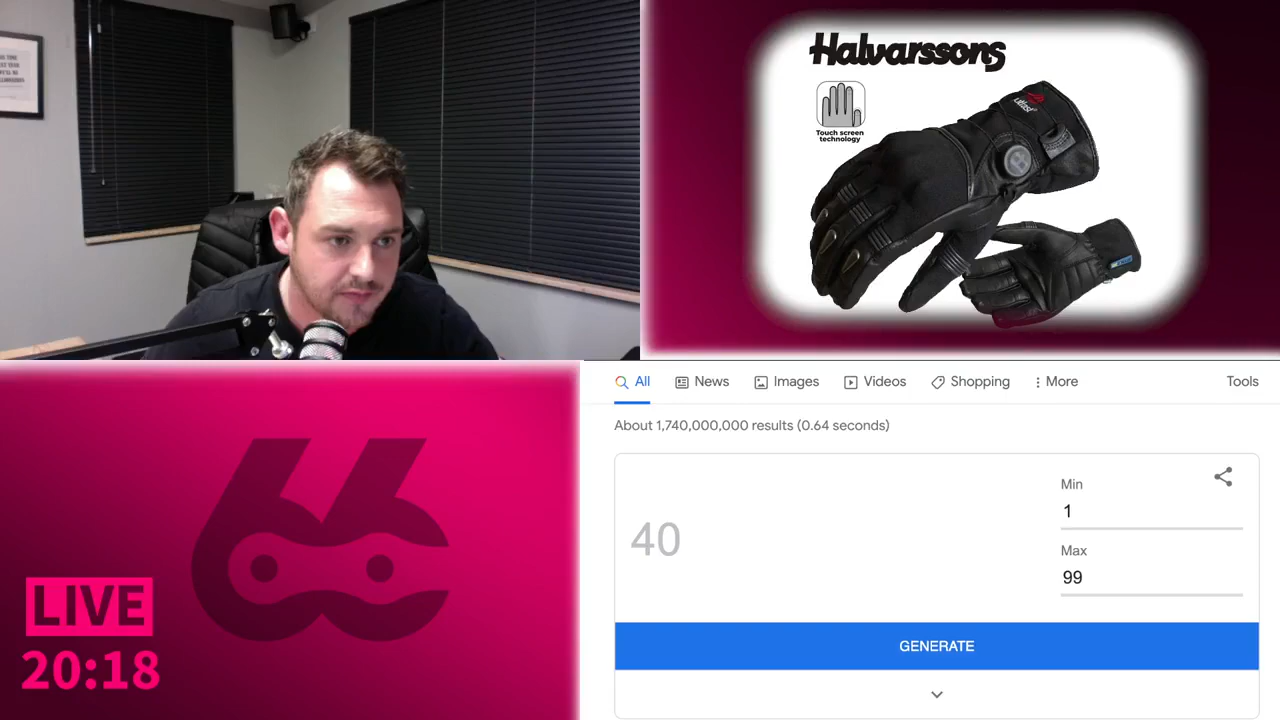 Halvarssons
Touch screen
technology
LIVE
20:18
All
News
Images
Videos
Shopping
More
Tools
About 1,740,000,000 results (0.64 seconds)
40
Min
1
Max
99
GENERATE